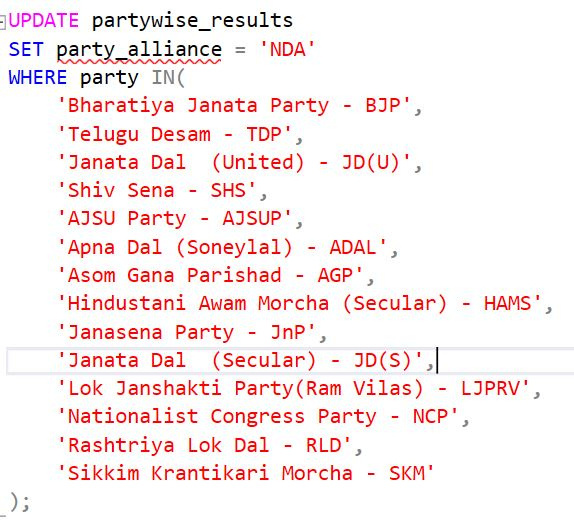 UPDATE partywise_results
SET party_alliance = 'NDA'
WHERE party IN(
    'Bharatiya Janata Party - BJP',
    'Telugu Desam - TDP',
    'Janata Dal  (United) - JD(U)',
    'Shiv Sena - SHS',
    'AJSU Party - AJSUP',
    'Apna Dal (Soneylal) - ADAL',
    'Asom Gana Parishad - AGP',
    'Hindustani Awam Morcha (Secular) - HAMS',
    'Janasena Party - JnP',
    'Janata Dal  (Secular) - JD(S)',
    'Lok Janshakti Party(Ram Vilas) - LJPRV',
    'Nationalist Congress Party - NCP',
    'Rashtriya Lok Dal - RLD',
    'Sikkim Krantikari Morcha - SKM'
);